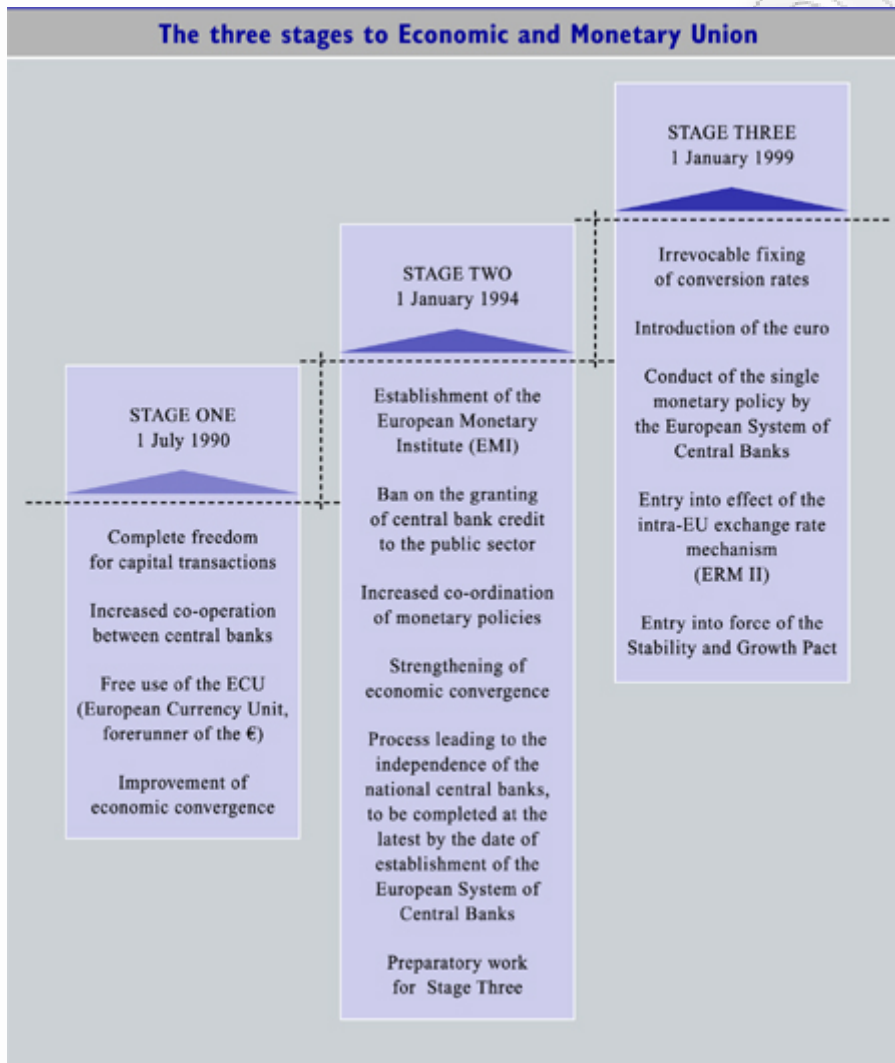 The three stages to Economic and Monetary Union
STAGE ONE
1 July 1990
Complete freedom
for capital transactions
Increased co-operation
between central banks
Free use of the ECU
(European Currency Unit,
forerunner of the €)
Improvement of
economic convergence
STAGE TWO
1 January 1994
Establishment of the
European Monetary
Institute (EMI)
Ban on the granting
of central bank credit
to the public sector
Increased co-ordination
of monetary policies
Strengthening of
economic convergence
Process leading to the
independence of the
national central banks,
to be completed at the
latest by the date of
establishment of the
European System of
Central Banks
Preparatory work
for Stage Three
STAGE THREE
1 January 1999
Irrevocable fixing
of conversion rates
Introduction of the euro
Conduct of the single
monetary policy by
the European System of
Central Banks
Entry into effect of the
intra-EU exchange rate
mechanism
(ERM II)
Entry into force of the
Stability and Growth Pact